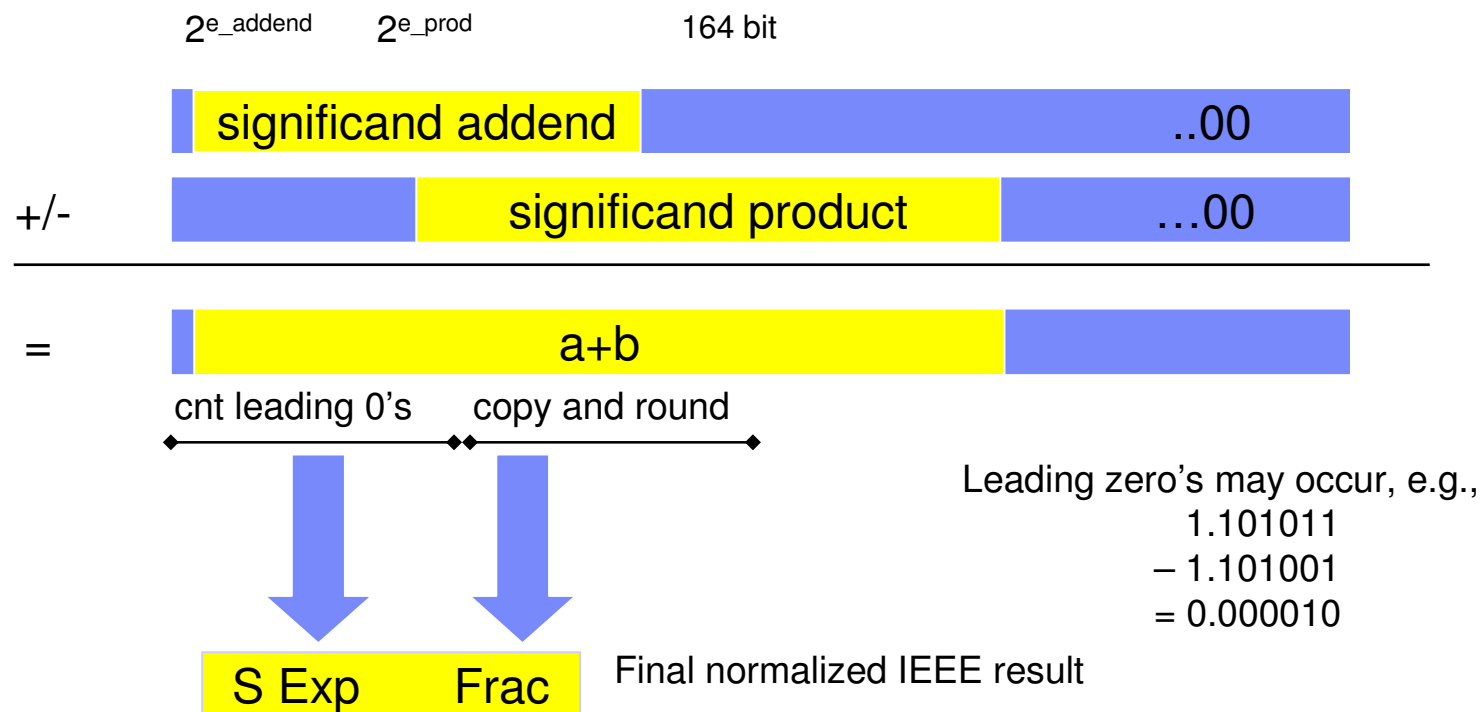 2e_addend 2e_prod 164 bit
significand addend ..00
+/- significand product …00
= a+b
cnt leading 0’s copy and round
Leading zero’s may occur, e.g.,
1.101011
– 1.101001
= 0.000010
S Exp Frac Final normalized IEEE result